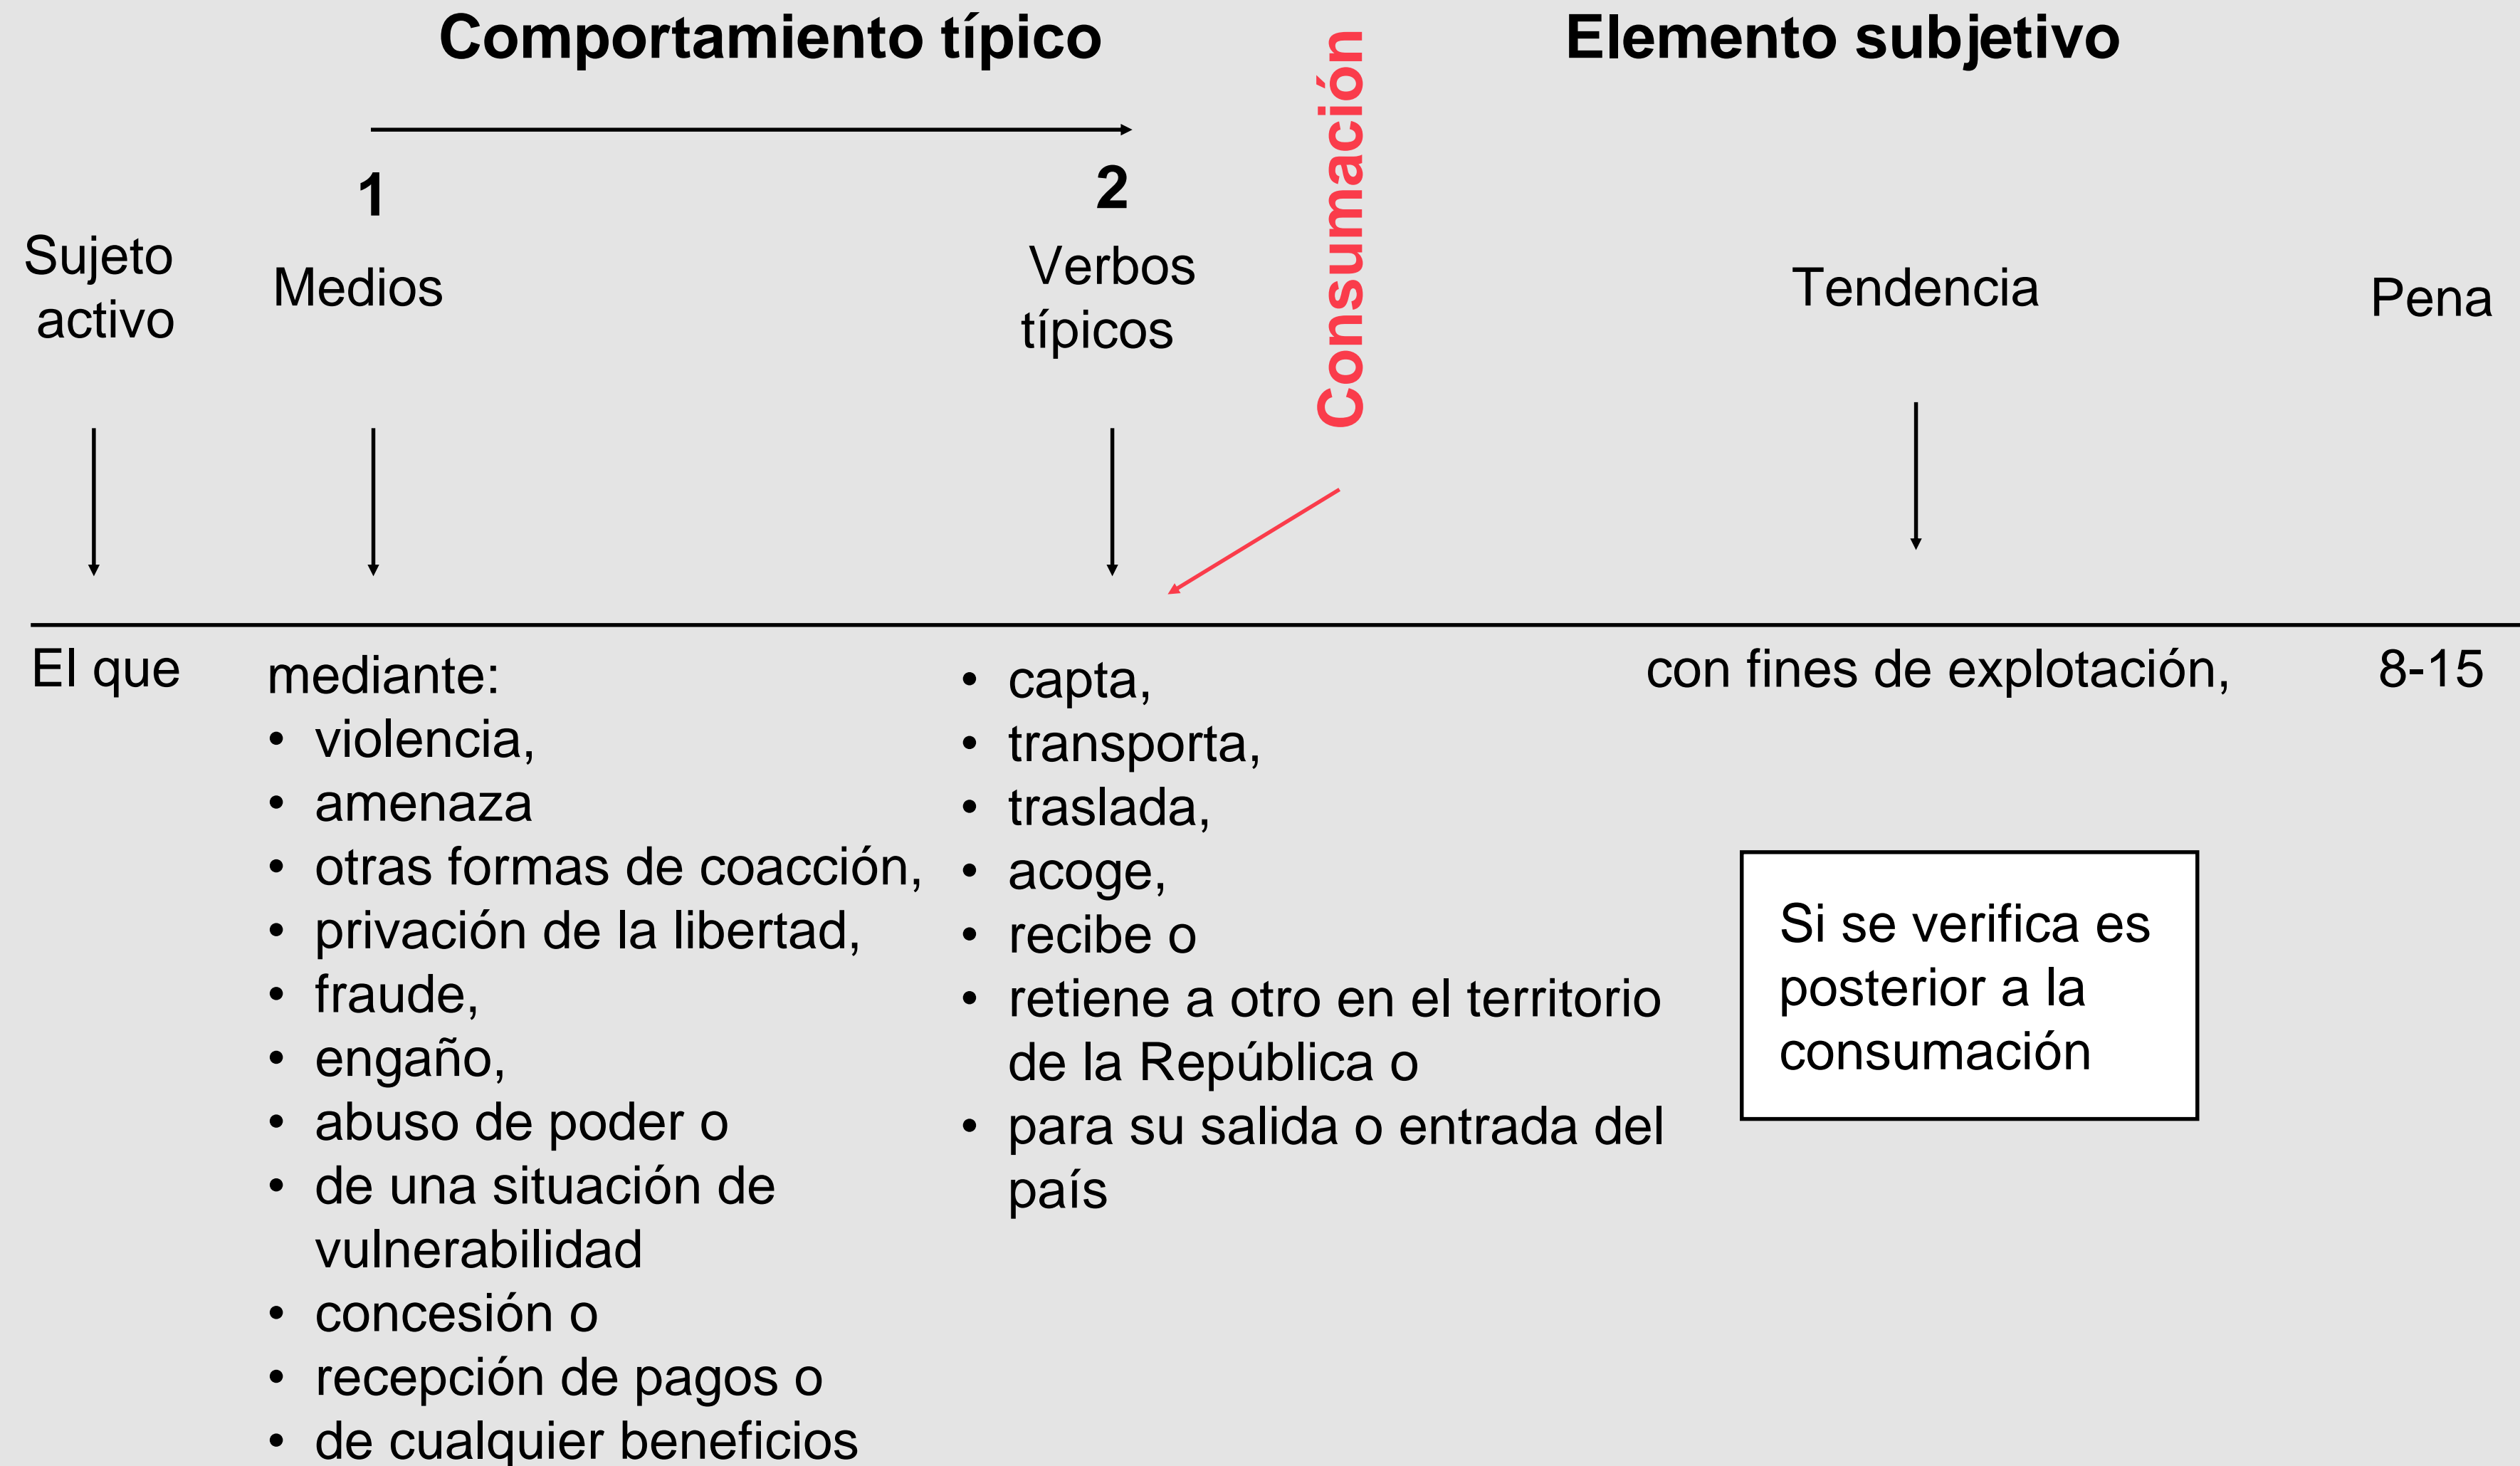 Comportamiento típico
Elemento subjetivo
Consumación
1
2
Sujeto
activo
Medios
Verbos
típicos
Tendencia
Pena
El que
mediante:
• violencia,
• amenaza
• otras formas de coacción,
• privación de la libertad,
• fraude,
• engaño,
• abuso de poder o
• de una situación de
vulnerabilidad
• concesión o
• recepción de pagos o
• de cualquier beneficios
• capta,
• transporta,
• traslada,
• acoge,
• recibe o
• retiene a otro en el territorio
de la República o
• para su salida o entrada del
país
con fines de explotación,
8-15
Si se verifica es
posterior a la
consumación